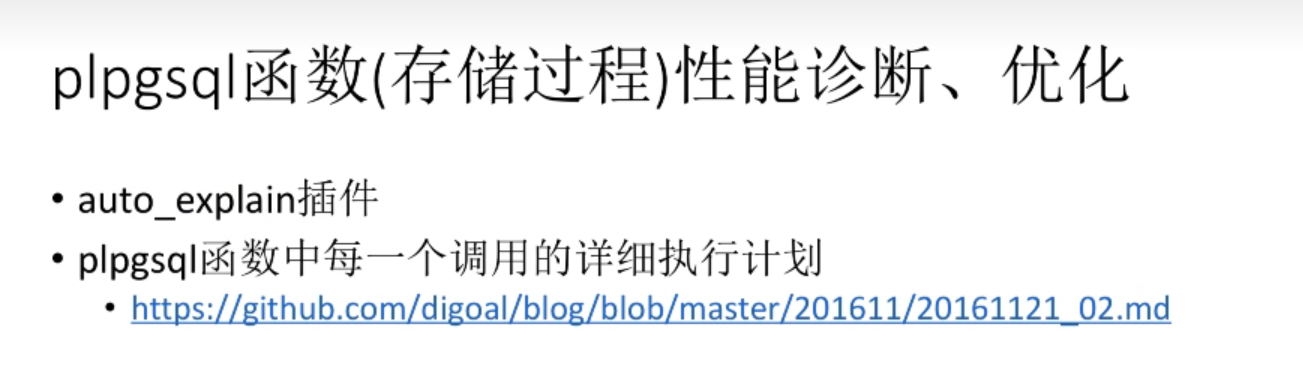 plpgsql函数(存储过程)性能诊断、优化
• auto_explain插件
• plpgsql函数中每一个调用的详细执行计划
• https://github.com/digoal/blog/blob/master/201611/20161121_02.md